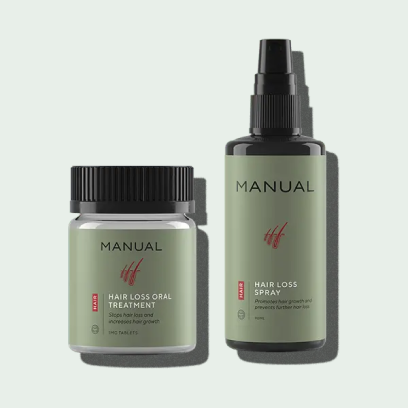 MANUAL
HAIR
HAIR LOSS ORAL
TREATMENT
Stops hair loss and
increases hair growth
MANUAL
HAIR
HAIR LOSS
SPRAY
Promotes hair growth and
prevents further hair loss